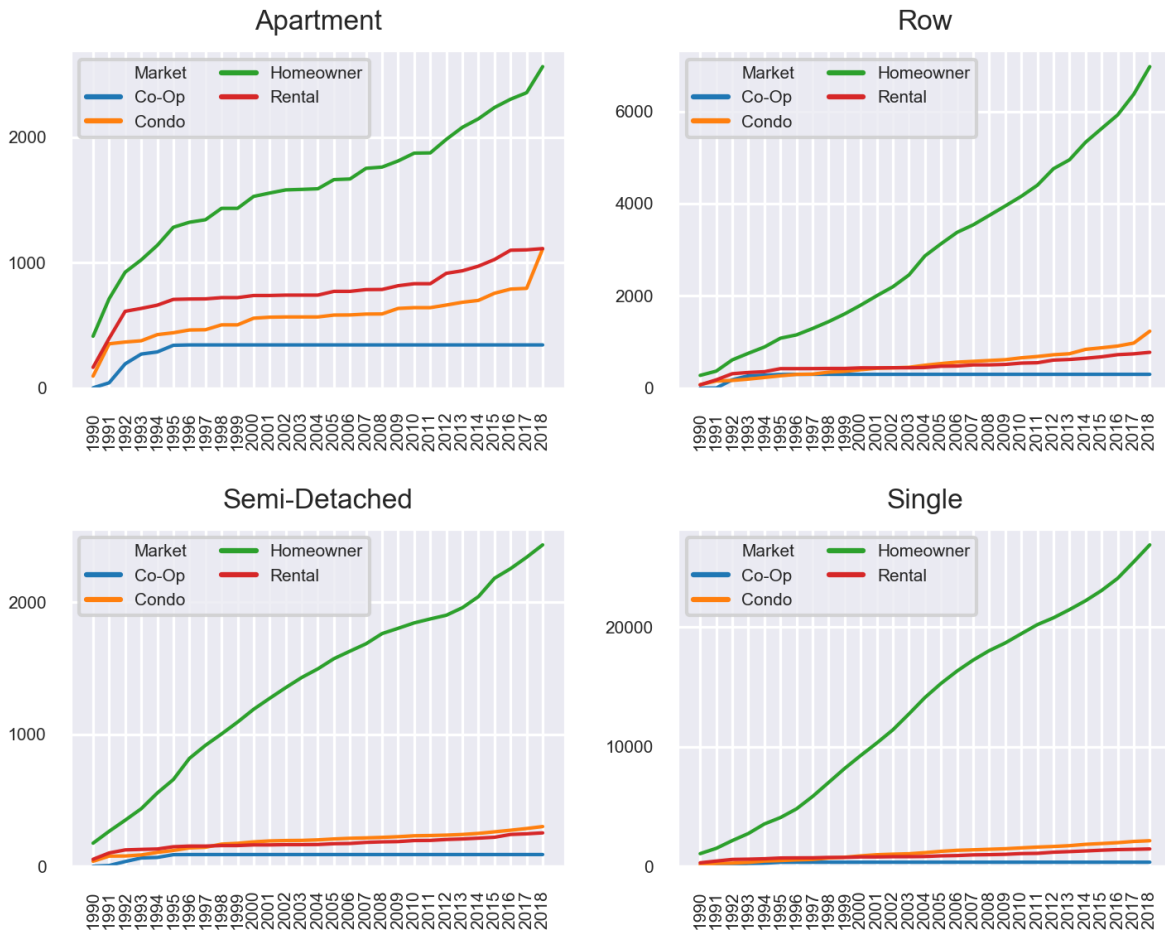 Apartment
Market Homeowner
Co-Op Rental
Condo
2000
1000
0
1990 1991 1992 1993 1994 1995 1996 1997 1998 1999 2000 2001 2002 2003 2004 2005 2006 2007 2008 2009 2010 2011 2012 2013 2014 2015 2016 2017 2018
Row
Market Homeowner
Co-Op Rental
Condo
6000
4000
2000
0
1990 1991 1992 1993 1994 1995 1996 1997 1998 1999 2000 2001 2002 2003 2004 2005 2006 2007 2008 2009 2010 2011 2012 2013 2014 2015 2016 2017 2018
Semi-Detached
Market Homeowner
Co-Op Rental
Condo
2000
1000
0
1990 1991 1992 1993 1994 1995 1996 1997 1998 1999 2000 2001 2002 2003 2004 2005 2006 2007 2008 2009 2010 2011 2012 2013 2014 2015 2016 2017 2018
Single
Market Homeowner
Co-Op Rental
Condo
20000
10000
0
1990 1991 1992 1993 1994 1995 1996 1997 1998 1999 2000 2001 2002 2003 2004 2005 2006 2007 2008 2009 2010 2011 2012 2013 2014 2015 2016 2017 2018